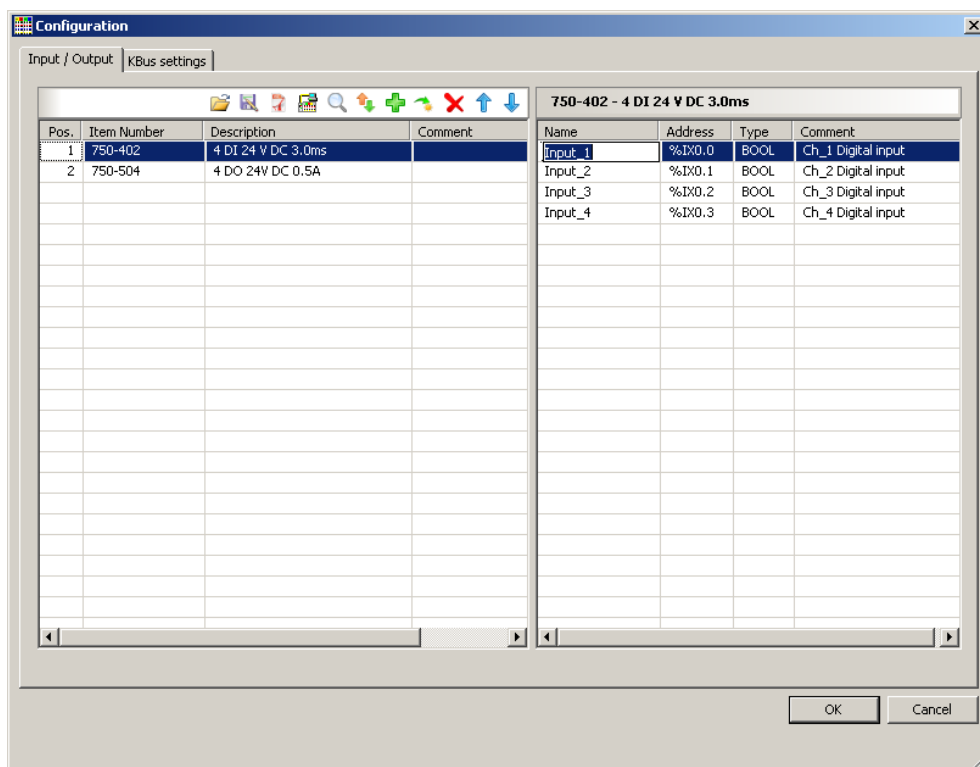 Configuration
Input / Output KBus settings
750-402 - 4 DI 24 V DC 3.0ms
Pos. Item Number Description Comment
1 750-402 4 DI 24 V DC 3.0ms
2 750-504 4 DO 24V DC 0.5A
Name Address Type Comment
Input_1 %IX0.0 BOOL Ch_1 Digital input
Input_2 %IX0.1 BOOL Ch_2 Digital input
Input_3 %IX0.2 BOOL Ch_3 Digital input
Input_4 %IX0.3 BOOL Ch_4 Digital input
OK Cancel